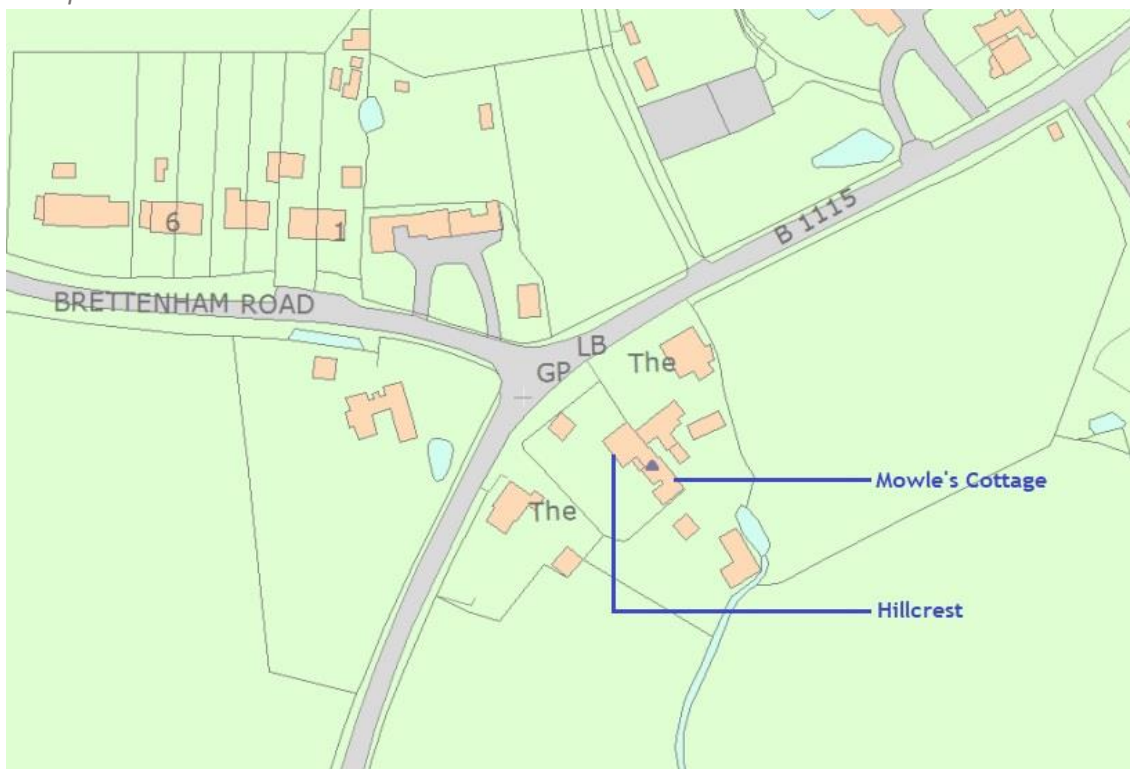 B 1115
6
1
BRETTENHAM ROAD
LB
GP
The
Mowle's Cottage
The
Hillcrest